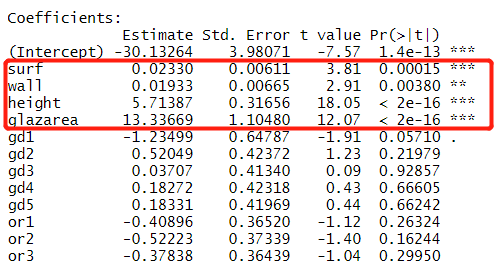 Coefficients:
Estimate Std. Error t value Pr(>|t|)
(Intercept) -30.13264 3.98071 -7.57 1.4e-13 ***
surf 0.02330 0.00611 3.81 0.00015 ***
wall 0.01933 0.00665 2.91 0.00380 **
height 5.71387 0.31656 18.05 < 2e-16 ***
glazarea 13.33669 1.10480 12.07 < 2e-16 ***
gd1 -1.23499 0.64787 -1.91 0.05710 .
gd2 0.52049 0.42372 1.23 0.21979
gd3 0.03707 0.41340 0.09 0.92857
gd4 0.18272 0.42318 0.43 0.66605
gd5 0.18331 0.41969 0.44 0.66242
or1 -0.40896 0.36520 -1.12 0.26324
or2 -0.52223 0.37339 -1.40 0.16244
or3 -0.37838 0.36439 -1.04 0.29950